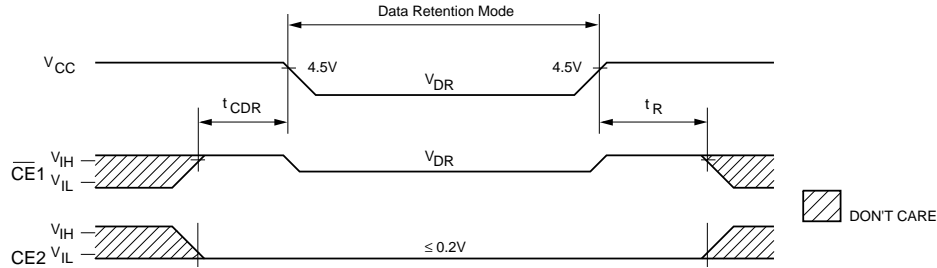 Data Retention Mode
VCC
4.5V
VDR
4.5V
tCDR
tR
VIH
CE1
VIL
VDR
DON'T CARE
VIH
CE2
VIL
≤ 0.2V